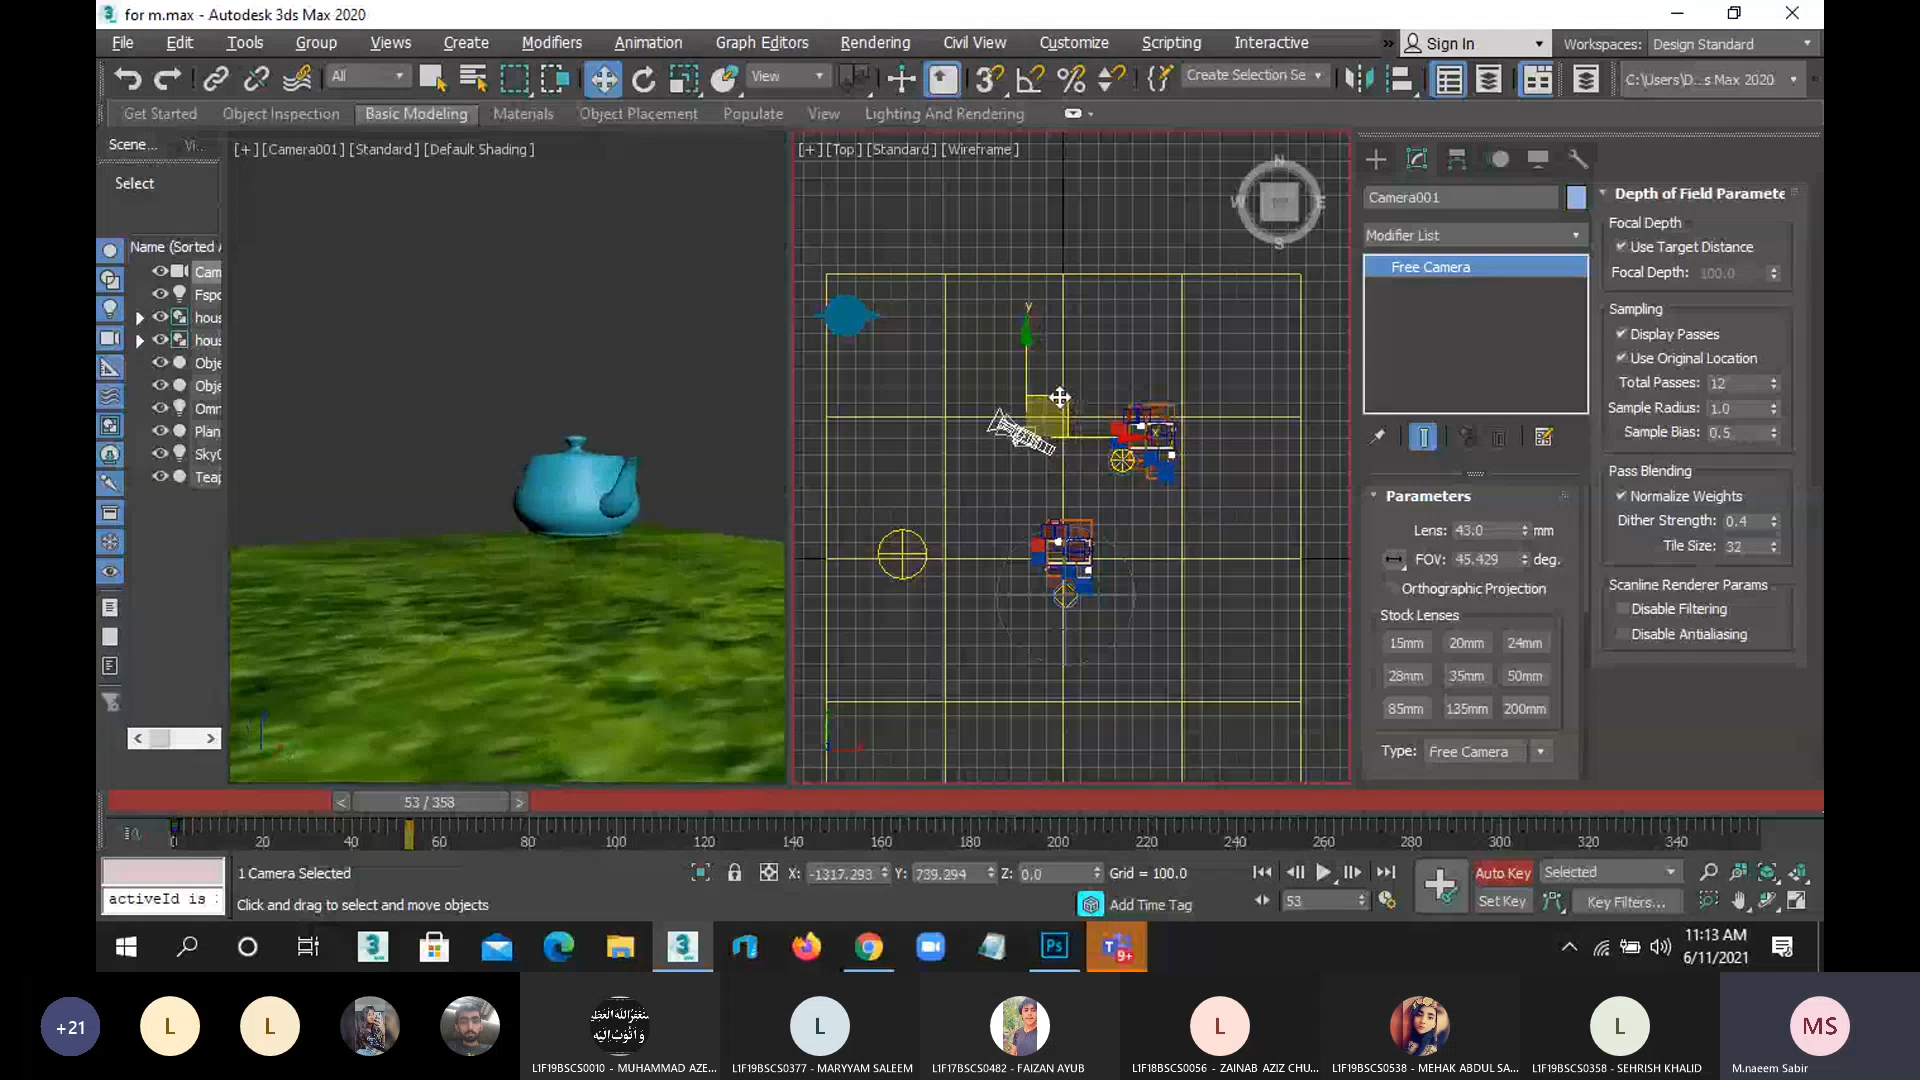 for m.max - Autodesk 3ds Max 2020
File Edit Tools Group Views Create Modifiers Animation Graph Editors Rendering Civil View Customize Scripting Interactive
Sign In
Workspaces: Design Standard
All
View
Create Selection Se
C:\Users\D...s Max 2020
Get Started Object Inspection Basic Modeling Materials Object Placement Populate View Lighting And Rendering
Scene...
Select
Name (Sorted A
Cam
Fspo
hous
hous
Obje
Obje
Omn
Plan
SkyO
Teap
[+] [Camera001] [Standard] [Default Shading]
[+] [Top] [Standard] [Wireframe]
N
W
E
S
y
Camera001
Modifier List
Free Camera
Parameters
Lens: 43.0 mm
FOV: 45.429 deg.
Orthographic Projection
Stock Lenses
15mm 20mm 24mm
28mm 35mm 50mm
85mm 135mm 200mm
Type: Free Camera
Depth of Field Paramete
Focal Depth
Use Target Distance
Focal Depth: 100.0
Sampling
Display Passes
Use Original Location
Total Passes: 12
Sample Radius: 1.0
Sample Bias: 0.5
Pass Blending
Normalize Weights
Dither Strength: 0.4
Tile Size: 32
Scanline Renderer Params
Disable Filtering
Disable Antialiasing
< 53 / 358 >
0 20 40 60 80 100 120 140 160 180 200 220 240 260 280 300 320 340
1 Camera Selected
X: -1317.293 Y: 739.294 Z: 0.0 Grid = 100.0
activeId is :
Click and drag to select and move objects
Add Time Tag
53
Auto Key
Selected
Set Key
Key Filters...
Ps
9+
11:13 AM
6/11/2021
+21
L
L
L
L
L
MS
أستغفر الله العظيم
وأتوب إليه
L1F19BSCS0010 - MUHAMMAD AZE...
L1F19BSCS0377 - MARYYAM SALEEM
L1F17BSCS0482 - FAIZAN AYUB
L1F18BSCS0056 - ZAINAB AZIZ CHU...
L1F19BSCS0538 - MEHAK ABDUL SA...
L1F19BSCS0358 - SEHRISH KHALID
M.naeem Sabir